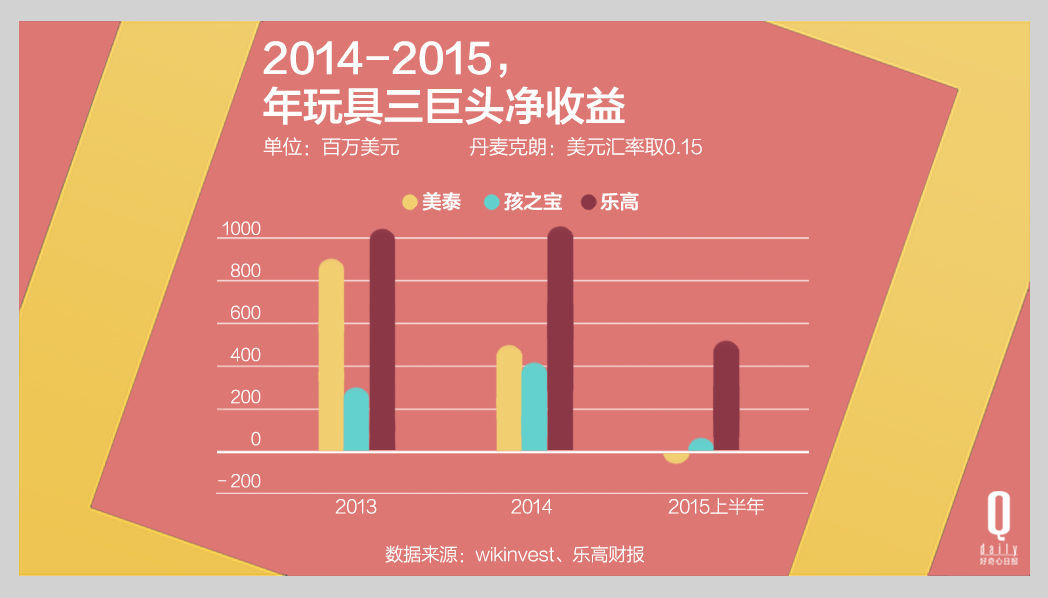 2014-2015,
年玩具三巨头净收益
单位：百万美元 丹麦克朗：美元汇率取0.15
美泰 孩之宝 乐高
1000
800
600
400
200
0
-200
2013 2014 2015上半年
数据来源：wikinvest、乐高财报
Q
daily
好奇心日报